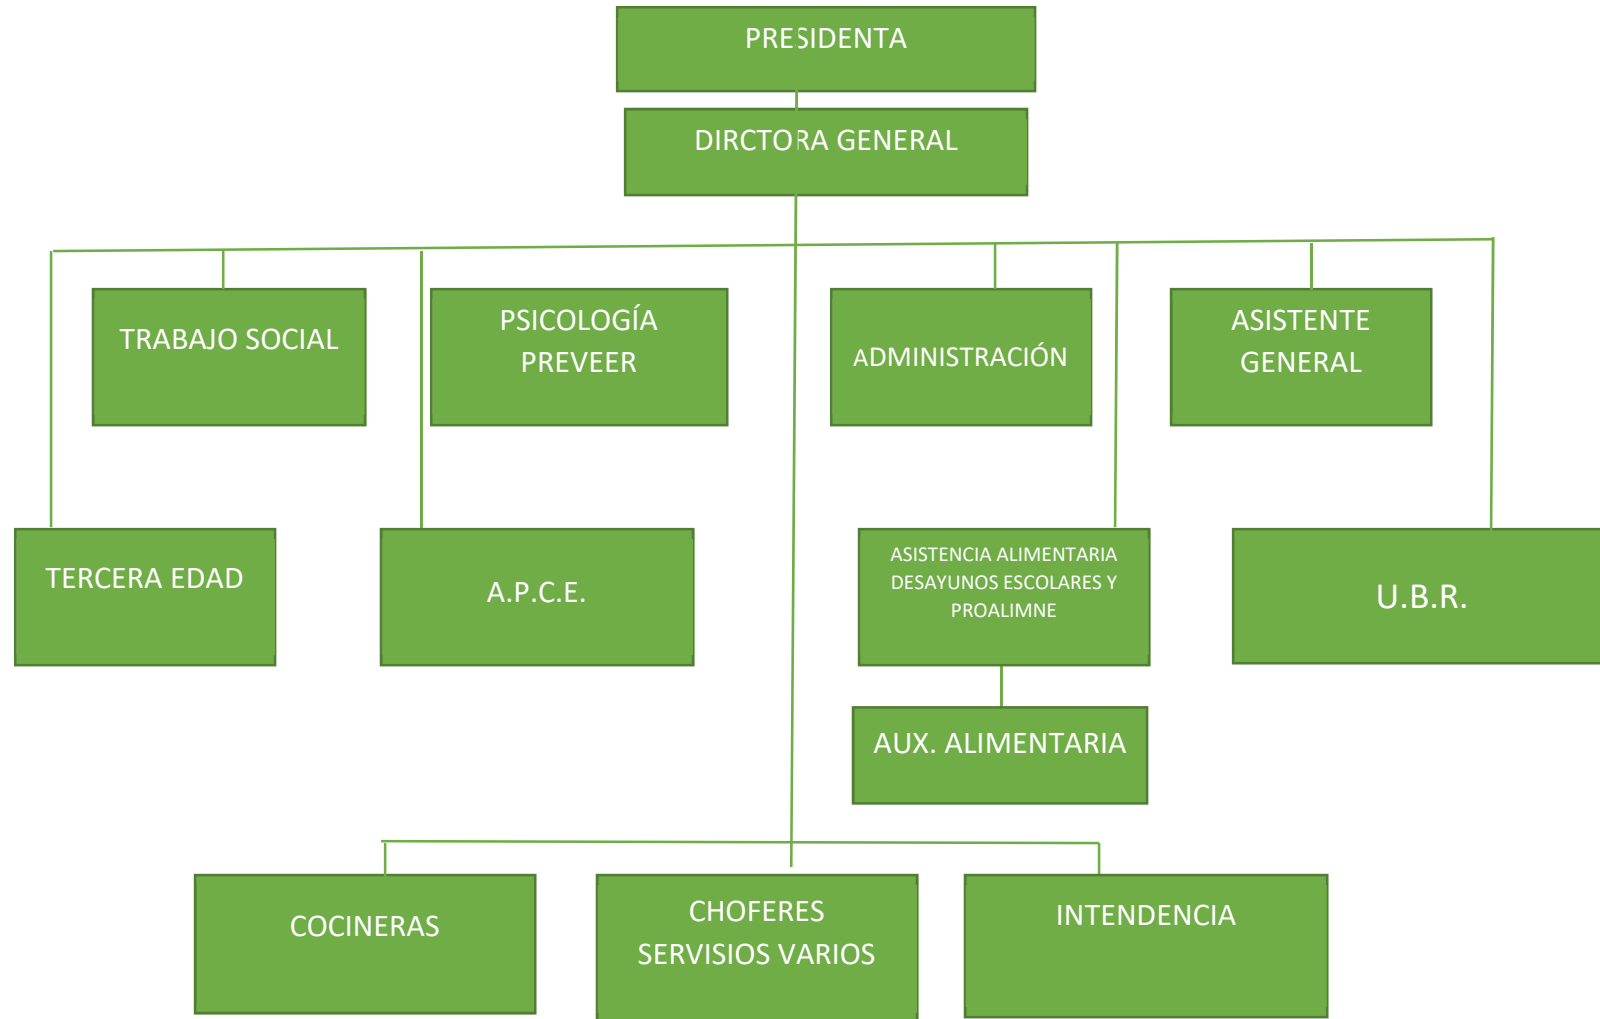 PRESIDENTA
DIRCTORA GENERAL
TRABAJO SOCIAL
PSICOLOGÍA
PREVEER
ADMINISTRACIÓN
ASISTENTE
GENERAL
TERCERA EDAD
A.P.C.E.
ASISTENCIA ALIMENTARIA
DESAYUNOS ESCOLARES Y
PROALIMNE
U.B.R.
AUX. ALIMENTARIA
COCINERAS
CHOFERES
SERVISIOS VARIOS
INTENDENCIA